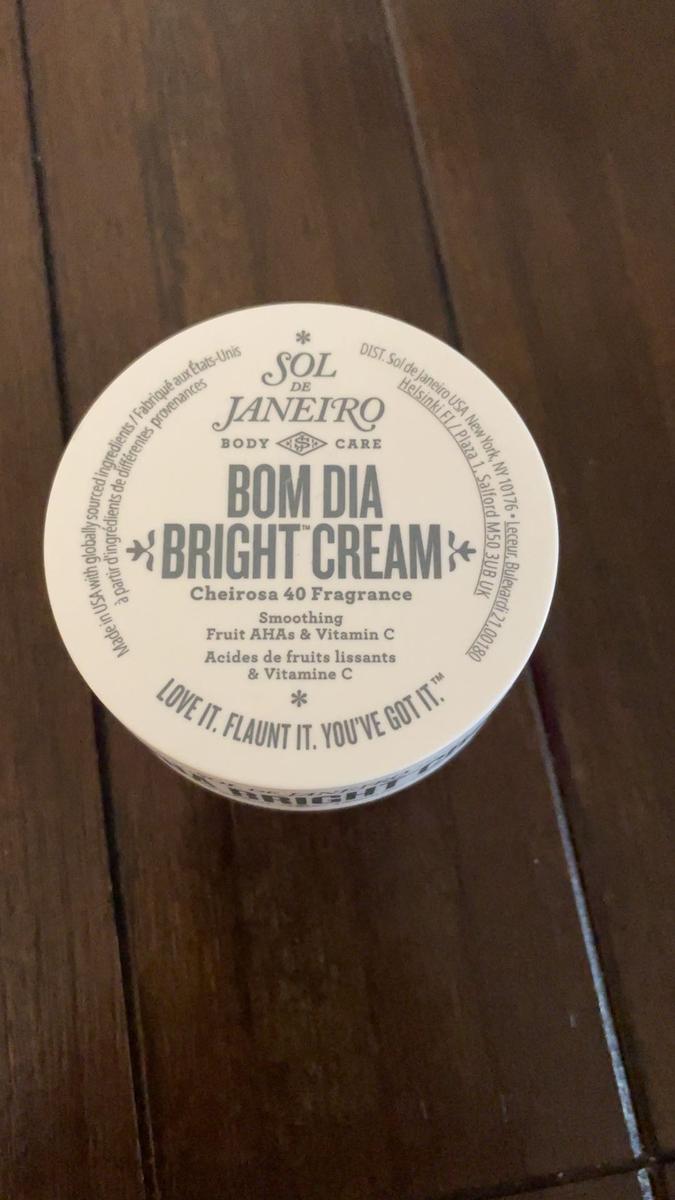 SOL
DE
JANEIRO
BODY CARE
BOM DIA
BRIGHT™ CREAM
Cheirosa 40 Fragrance
Smoothing
Fruit AHAs & Vitamin C
Acides de fruits lissants
& Vitamine C
LOVE IT. FLAUNT IT. YOU'VE GOT IT.™
Made in USA with globally sourced ingredients / Fabriqué aux États-Unis
à partir d'ingrédients de différentes provenances
DIST. Sol de Janeiro USA New York, NY 10176 • Leceur, Bulevardi 21, 00180
Helsinki FI / Plaza 1, Salford M50 3UB UK
BRIGHT